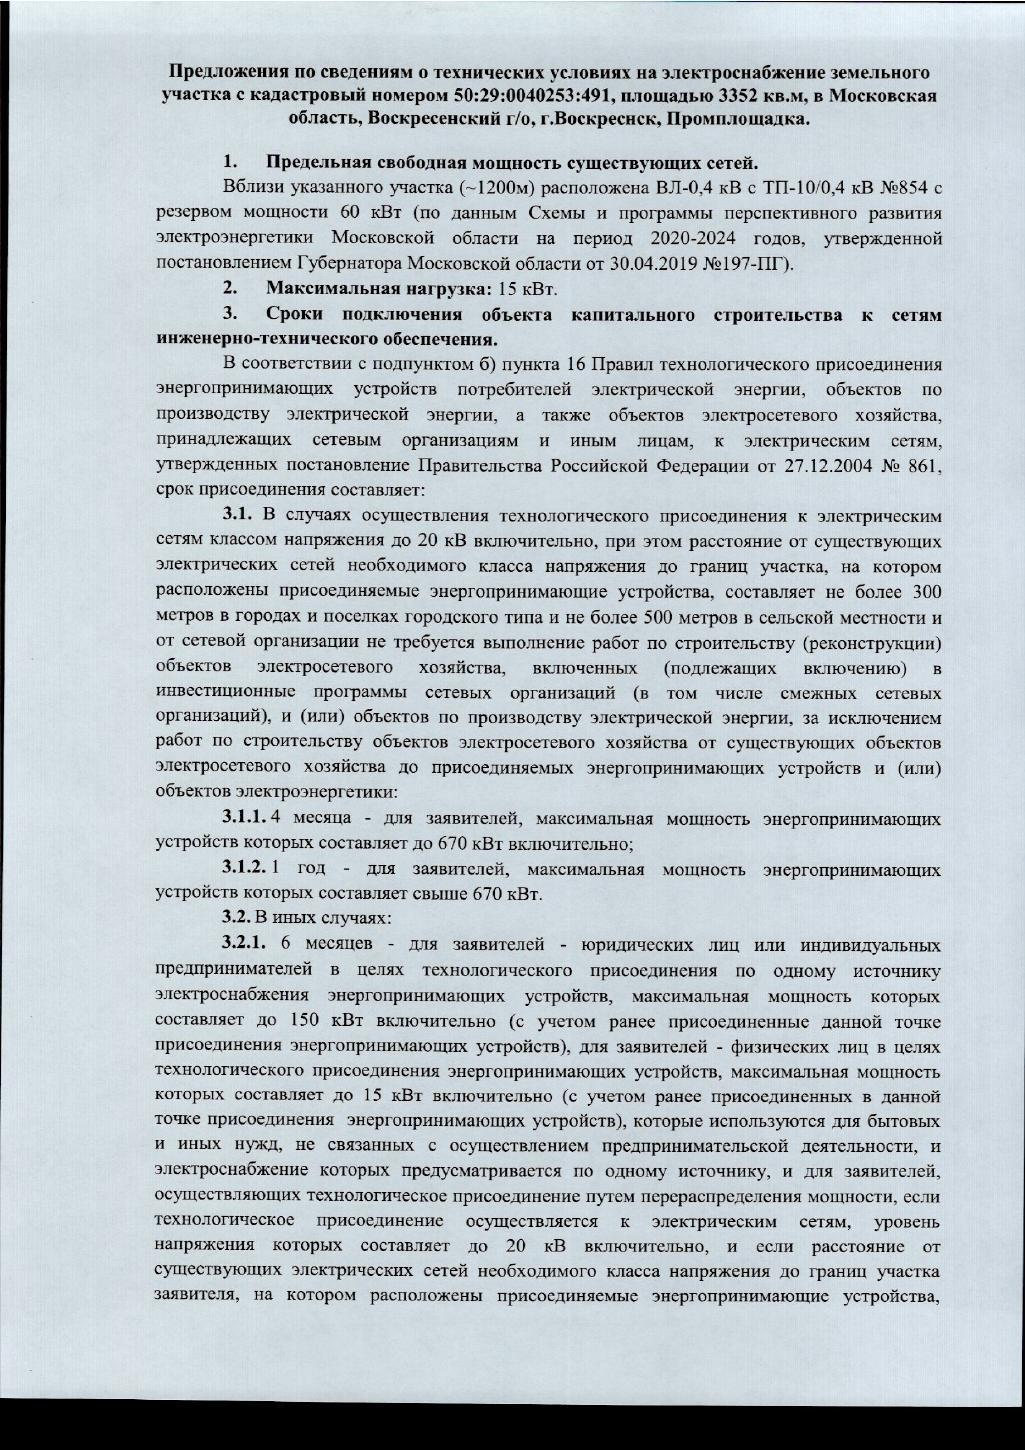 Предложения по сведениям о технических условиях на электроснабжение земельного
участка с кадастровый номером 50:29:0040253:491, площадью 3352 кв.м, в Московская
область, Воскресенский г/о, г.Воскреснск, Промплощадка.
1. Предельная свободная мощность существующих сетей.
Вблизи указанного участка (~1200м) расположена ВЛ-0,4 кВ с ТП-10/0,4 кВ №854 с
резервом мощности 60 кВт (по данным Схемы и программы перспективного развития
электроэнергетики Московской области на период 2020-2024 годов, утвержденной
постановлением Губернатора Московской области от 30.04.2019 №197-ПГ).
2. Максимальная нагрузка: 15 кВт.
3. Сроки подключения объекта капитального строительства к сетям
инженерно-технического обеспечения.
В соответствии с подпунктом б) пункта 16 Правил технологического присоединения
энергопринимающих устройств потребителей электрической энергии, объектов по
производству электрической энергии, а также объектов электросетевого хозяйства,
принадлежащих сетевым организациям и иным лицам, к электрическим сетям,
утвержденных постановление Правительства Российской Федерации от 27.12.2004 № 861,
срок присоединения составляет:
3.1. В случаях осуществления технологического присоединения к электрическим
сетям классом напряжения до 20 кВ включительно, при этом расстояние от существующих
электрических сетей необходимого класса напряжения до границ участка, на котором
расположены присоединяемые энергопринимающие устройства, составляет не более 300
метров в городах и поселках городского типа и не более 500 метров в сельской местности и
от сетевой организации не требуется выполнение работ по строительству (реконструкции)
объектов электросетевого хозяйства, включенных (подлежащих включению) в
инвестиционные программы сетевых организаций (в том числе смежных сетевых
организаций), и (или) объектов по производству электрической энергии, за исключением
работ по строительству объектов электросетевого хозяйства от существующих объектов
электросетевого хозяйства до присоединяемых энергопринимающих устройств и (или)
объектов электроэнергетики:
3.1.1. 4 месяца - для заявителей, максимальная мощность энергопринимающих
устройств которых составляет до 670 кВт включительно;
3.1.2. 1 год - для заявителей, максимальная мощность энергопринимающих
устройств которых составляет свыше 670 кВт.
3.2. В иных случаях:
3.2.1. 6 месяцев - для заявителей - юридических лиц или индивидуальных
предпринимателей в целях технологического присоединения по одному источнику
электроснабжения энергопринимающих устройств, максимальная мощность которых
составляет до 150 кВт включительно (с учетом ранее присоединенные данной точке
присоединения энергопринимающих устройств), для заявителей - физических лиц в целях
технологического присоединения энергопринимающих устройств, максимальная мощность
которых составляет до 15 кВт включительно (с учетом ранее присоединенных в данной
точке присоединения энергопринимающих устройств), которые используются для бытовых
и иных нужд, не связанных с осуществлением предпринимательской деятельности, и
электроснабжение которых предусматривается по одному источнику, и для заявителей,
осуществляющих технологическое присоединение путем перераспределения мощности, если
технологическое присоединение осуществляется к электрическим сетям, уровень
напряжения которых составляет до 20 кВ включительно, и если расстояние от
существующих электрических сетей необходимого класса напряжения до границ участка
заявителя, на котором расположены присоединяемые энергопринимающие устройства,